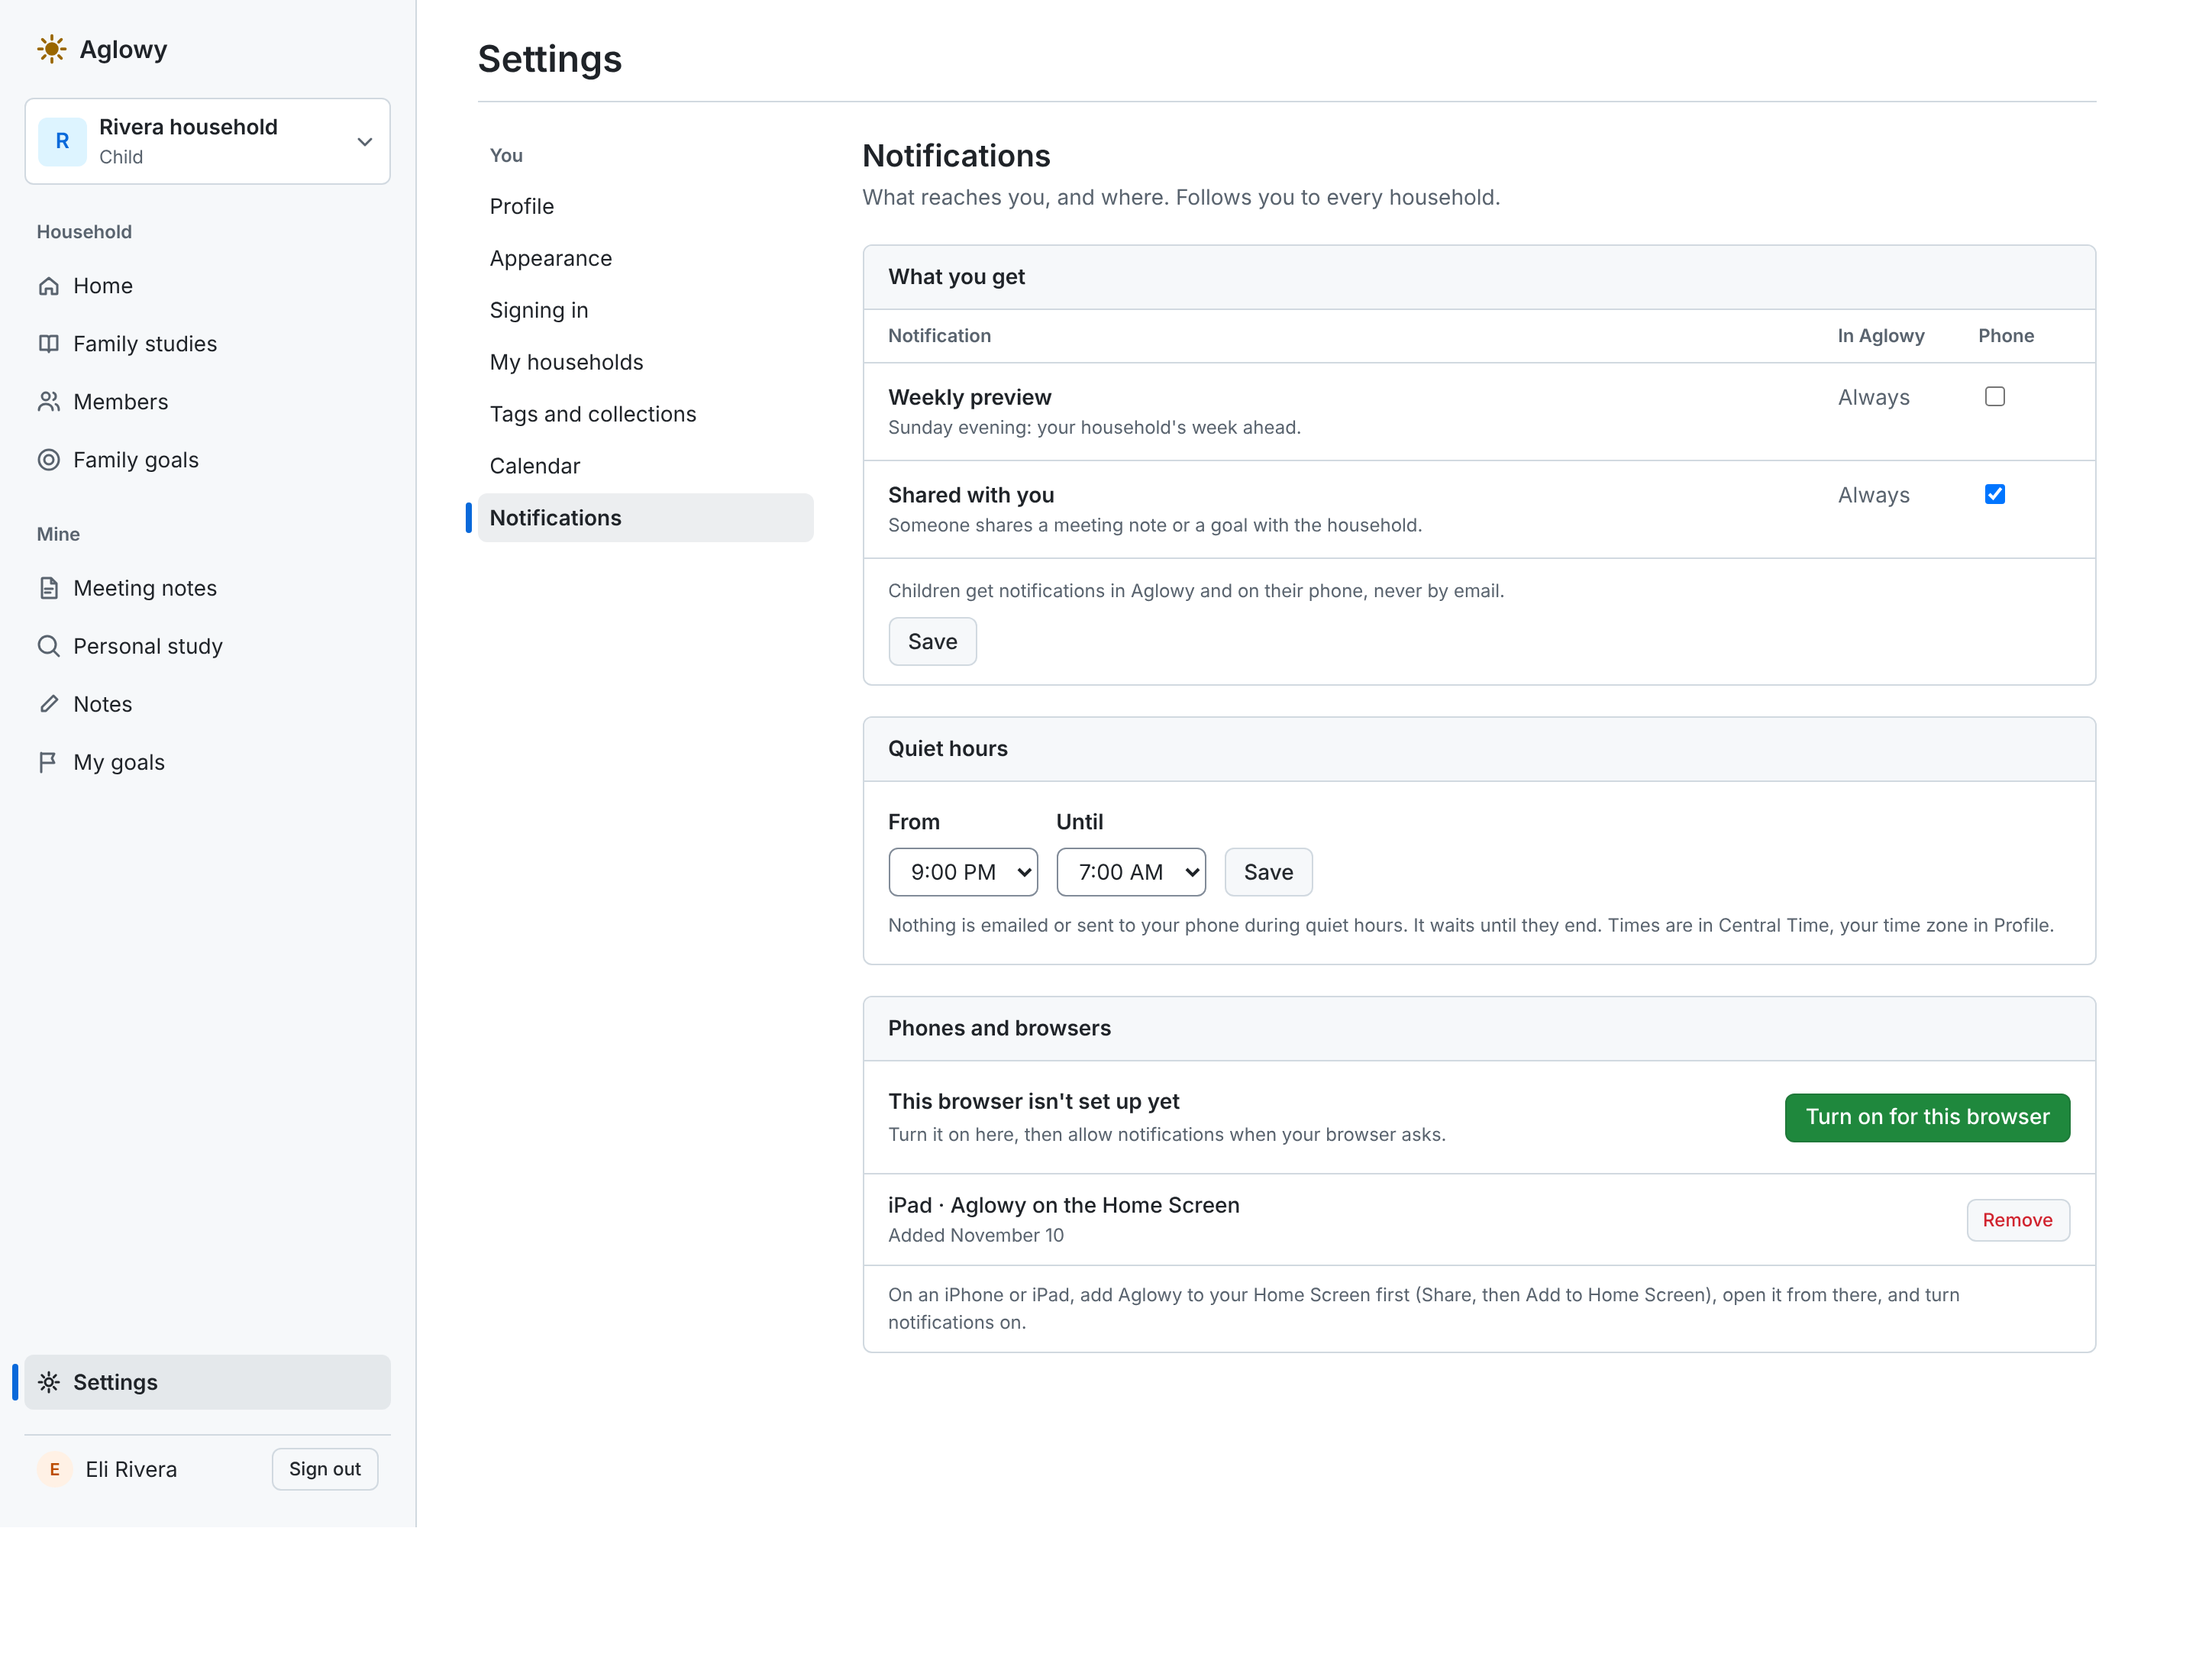 Aglowy
R
Rivera household
Child
Household
Home
Family studies
Members
Family goals
Mine
Meeting notes
Personal study
Notes
My goals
Settings
E
Eli Rivera
Sign out
Settings
You
Profile
Appearance
Signing in
My households
Tags and collections
Calendar
Notifications
Notifications
What reaches you, and where. Follows you to every household.
What you get
Notification In Aglowy Phone
Weekly preview Always
Sunday evening: your household's week ahead.
Shared with you Always
Someone shares a meeting note or a goal with the household.
Children get notifications in Aglowy and on their phone, never by email.
Save
Quiet hours
From Until
9:00 PM 7:00 AM Save
Nothing is emailed or sent to your phone during quiet hours. It waits until they end. Times are in Central Time, your time zone in Profile.
Phones and browsers
This browser isn't set up yet
Turn it on here, then allow notifications when your browser asks.
Turn on for this browser
iPad · Aglowy on the Home Screen
Added November 10
Remove
On an iPhone or iPad, add Aglowy to your Home Screen first (Share, then Add to Home Screen), open it from there, and turn
notifications on.